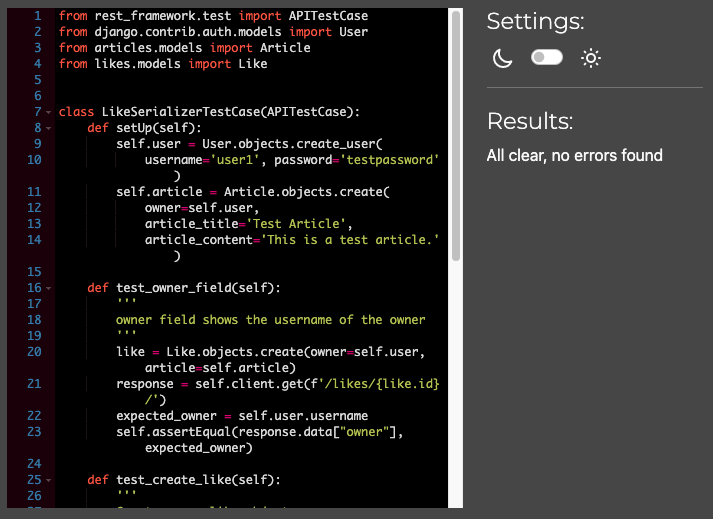 Settings:
Results:
All clear, no errors found
1 from rest_framework.test import APITestCase
2 from django.contrib.auth.models import User
3 from articles.models import Article
4 from likes.models import Like
5
6
7 class LikeSerializerTestCase(APITestCase):
8 def setUp(self):
9 self.user = User.objects.create_user(
10 username='user1', password='testpassword'
)
11 self.article = Article.objects.create(
12 owner=self.user,
13 article_title='Test Article',
14 article_content='This is a test article.'
)
15
16 def test_owner_field(self):
17 '''
18 owner field shows the username of the owner
19 '''
20 like = Like.objects.create(owner=self.user,
article=self.article)
21 response = self.client.get(f'/likes/{like.id}
/')
22 expected_owner = self.user.username
23 self.assertEqual(response.data["owner"],
expected_owner)
24
25 def test_create_like(self):
26 '''